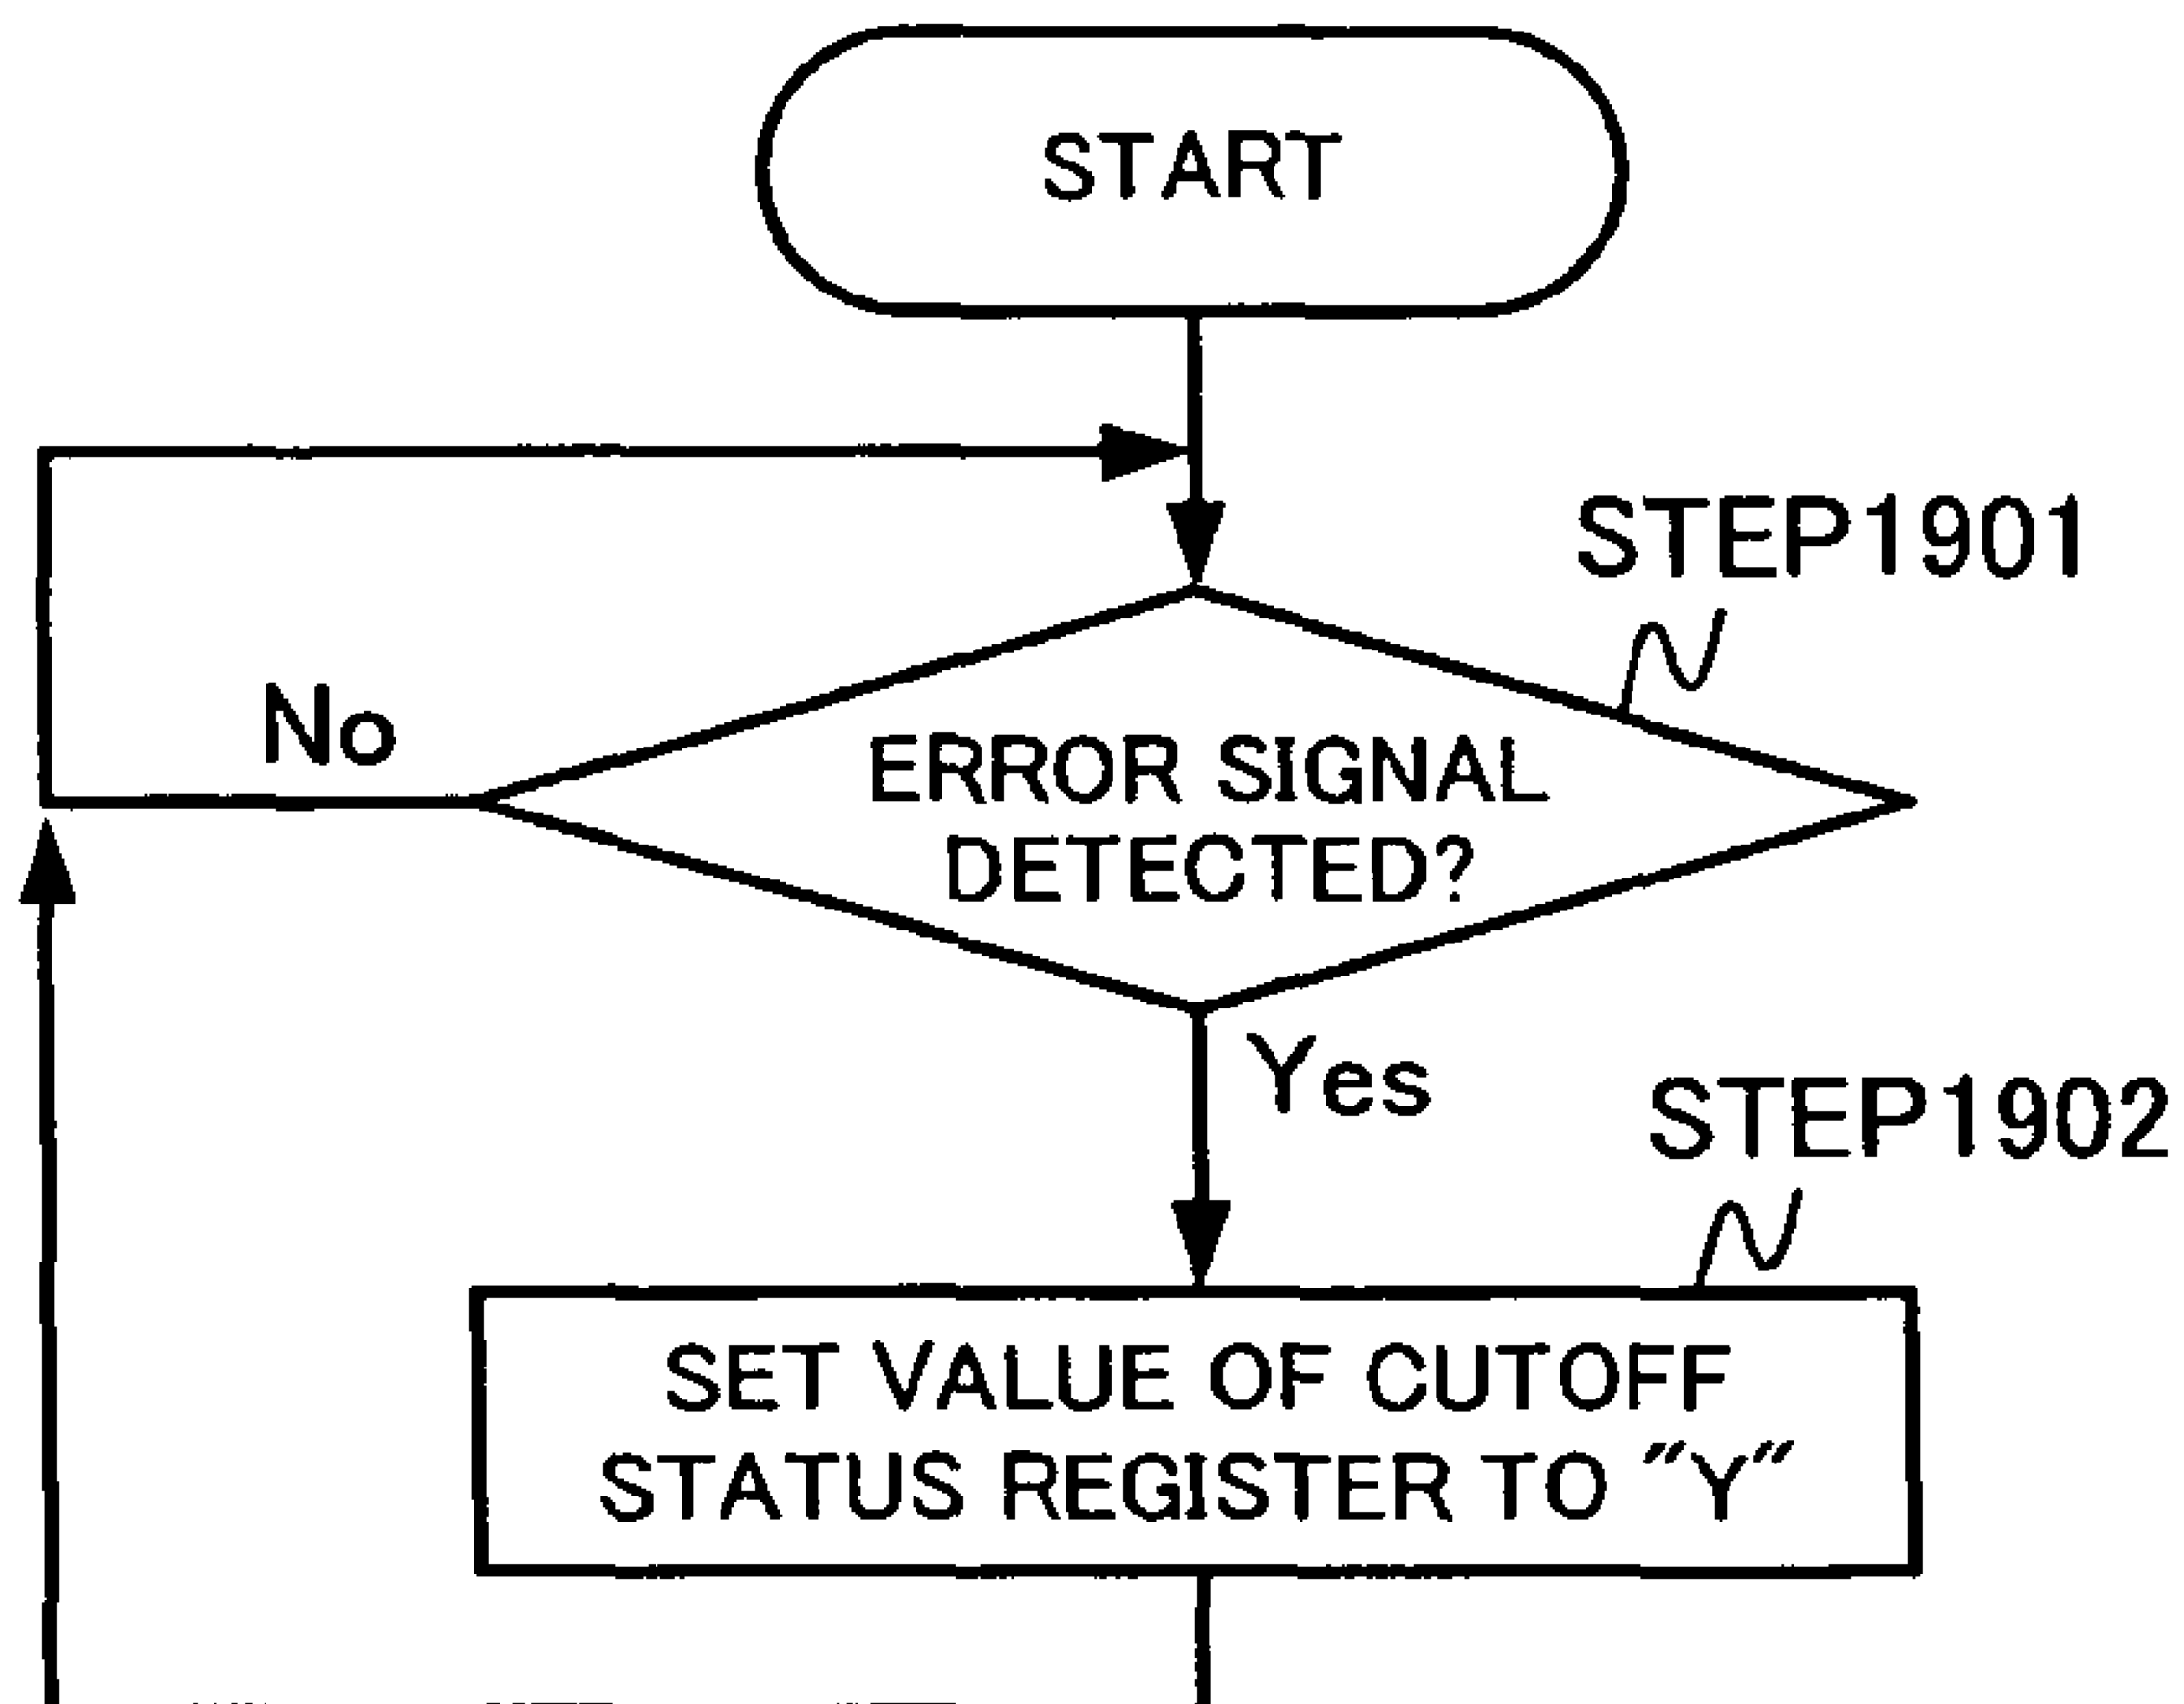 START
STEP1901
No
ERROR SIGNAL
DETECTED?
Yes
STEP1902
SET VALUE OF CUTOFF
STATUS REGISTER TO "Y"